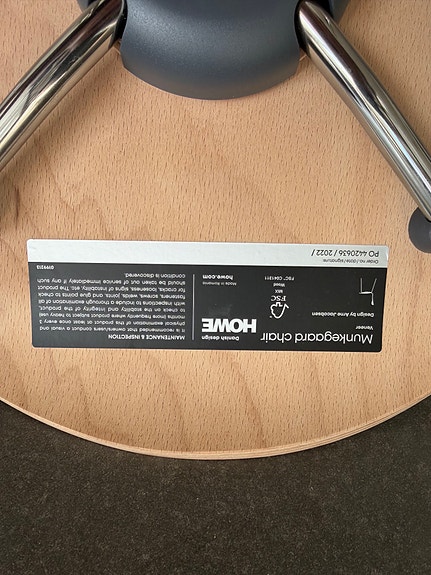 Munkegaard chair
Veneer
Design by Arne Jacobsen
FSC
MIX
Wood
FSC® C041311
Danish design
HOWE
Made in Romania
howe.com
MAINTENANCE & INSPECTION
It is recommended that owners/users conduct a visual and
physical examination of this product at least once every 3
months (more frequently where product subject to heavy use)
to check on the stability and integrity of the product.
Inspections to include a thorough examination of all
fasteners, screws, welds, joints, and glue joints to check
for cracks, looseness, signs of instability, etc. This product
should be taken out of service immediately if any such
condition is discovered.
Order no./date/signature
PO 4420636 / 2022 /
0199213